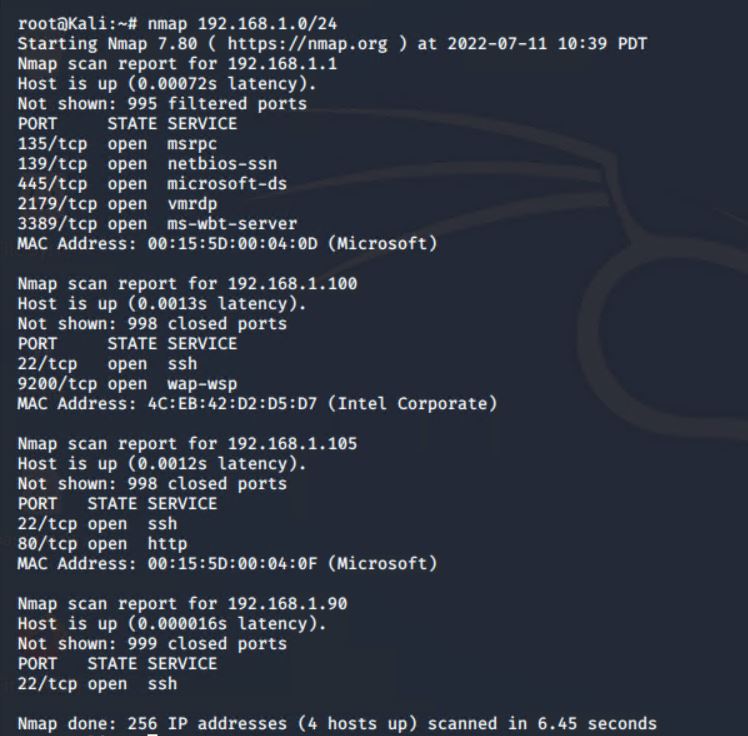 root@Kali:~# nmap 192.168.1.0/24
Starting Nmap 7.80 ( https://nmap.org ) at 2022-07-11 10:39 PDT
Nmap scan report for 192.168.1.1
Host is up (0.00072s latency).
Not shown: 995 filtered ports
PORT     STATE SERVICE
135/tcp  open  msrpc
139/tcp  open  netbios-ssn
445/tcp  open  microsoft-ds
2179/tcp open  vmrdp
3389/tcp open  ms-wbt-server
MAC Address: 00:15:5D:00:04:0D (Microsoft)

Nmap scan report for 192.168.1.100
Host is up (0.0013s latency).
Not shown: 998 closed ports
PORT     STATE SERVICE
22/tcp   open  ssh
9200/tcp open  wap-wsp
MAC Address: 4C:EB:42:D2:D5:D7 (Intel Corporate)

Nmap scan report for 192.168.1.105
Host is up (0.0012s latency).
Not shown: 998 closed ports
PORT   STATE SERVICE
22/tcp open  ssh
80/tcp open  http
MAC Address: 00:15:5D:00:04:0F (Microsoft)

Nmap scan report for 192.168.1.90
Host is up (0.000016s latency).
Not shown: 999 closed ports
PORT   STATE SERVICE
22/tcp open  ssh

Nmap done: 256 IP addresses (4 hosts up) scanned in 6.45 seconds